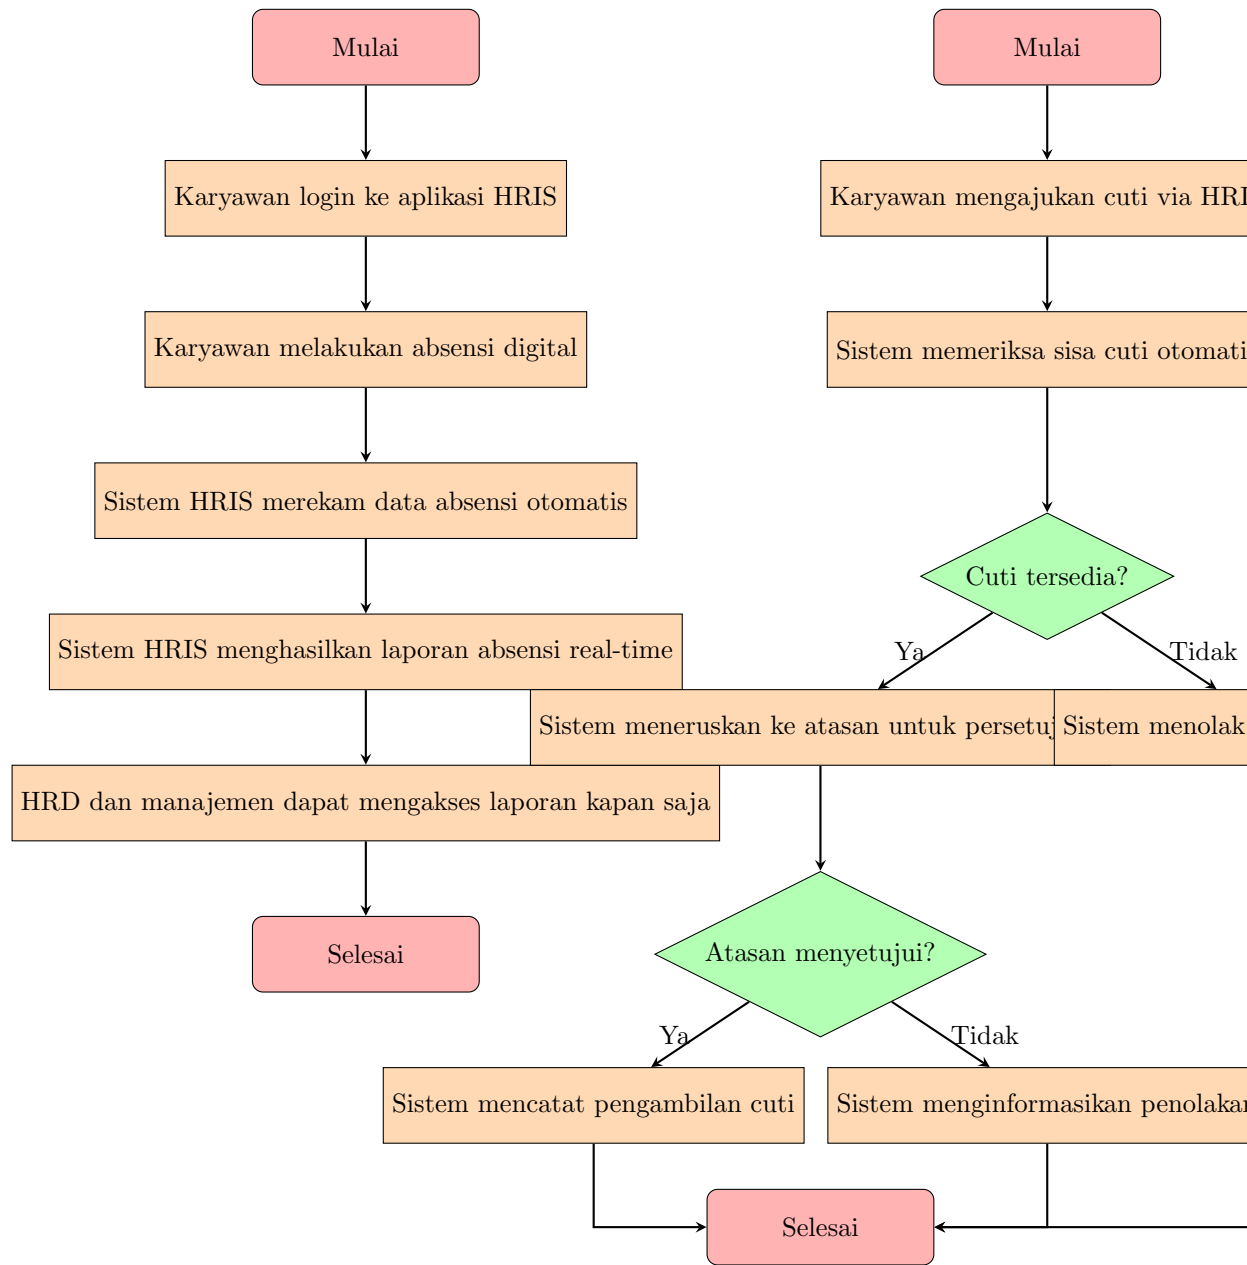 Mulai
Karyawan login ke aplikasi HRIS
Karyawan melakukan absensi digital
Sistem HRIS merekam data absensi otomatis
Sistem HRIS menghasilkan laporan absensi real-time
HRD dan manajemen dapat mengakses laporan kapan saja
Selesai
Mulai
Karyawan mengajukan cuti via
Sistem memeriksa sisa cuti
Cuti tersedia?
Ya
Tidak
Sistem meneruskan ke atasan untuk
Sistem menolak
Atasan menyetujui?
Ya
Tidak
Sistem mencatat pengambilan cuti
Sistem menginformasikan penolakan
Selesai